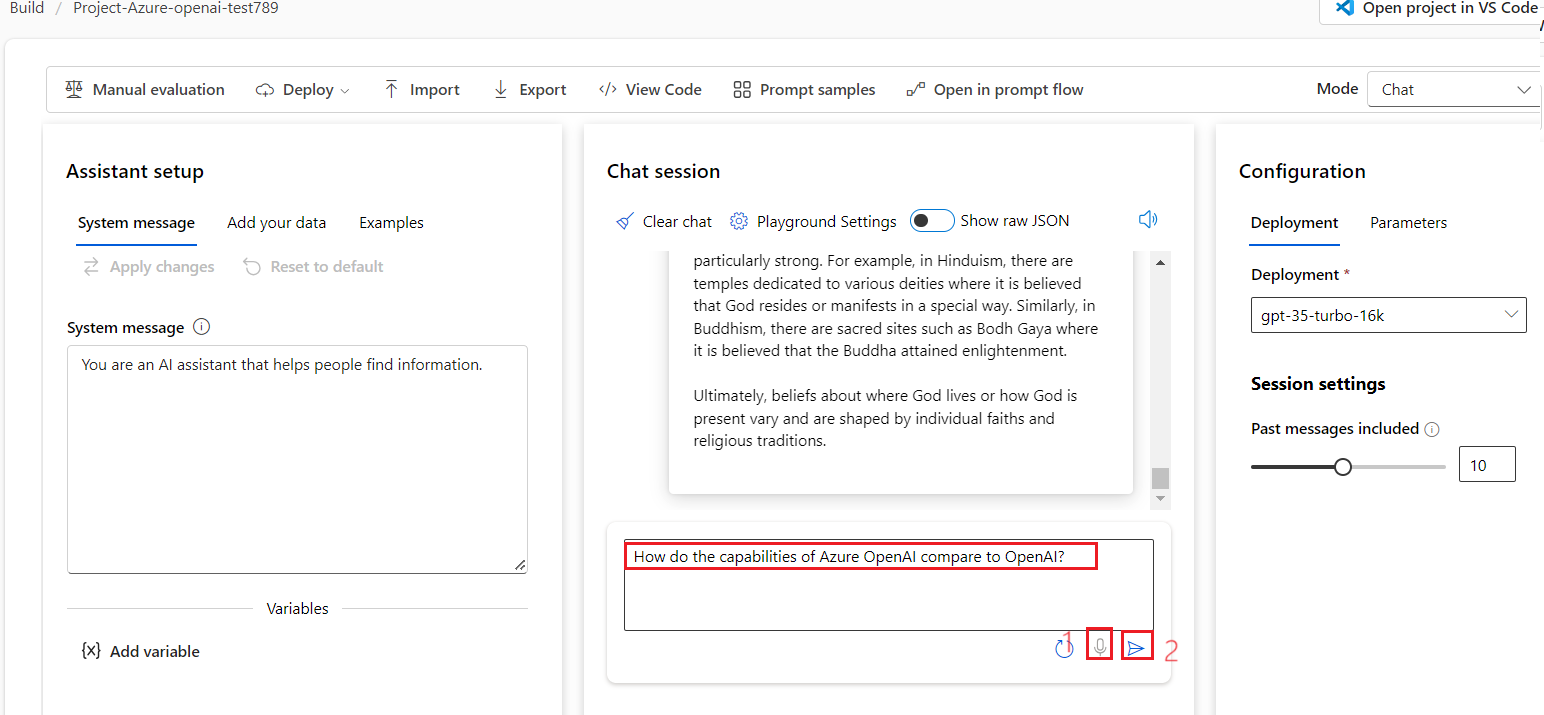 Build / Project-Azure-openai-test789
Open project in VS Code
Manual evaluation
Deploy
Import
Export
</> View Code
Prompt samples
Open in prompt flow
Mode
Chat
Assistant setup
System message
Add your data
Examples
Apply changes
Reset to default
System message
You are an AI assistant that helps people find information.
Variables
{x} Add variable
Chat session
Clear chat
Playground Settings
Show raw JSON
particularly strong. For example, in Hinduism, there are
temples dedicated to various deities where it is believed
that God resides or manifests in a special way. Similarly, in
Buddhism, there are sacred sites such as Bodh Gaya where
it is believed that the Buddha attained enlightenment.
Ultimately, beliefs about where God lives or how God is
present vary and are shaped by individual faiths and
religious traditions.
How do the capabilities of Azure OpenAI compare to OpenAI?
1
2
Configuration
Deployment
Parameters
Deployment *
gpt-35-turbo-16k
Session settings
Past messages included
10